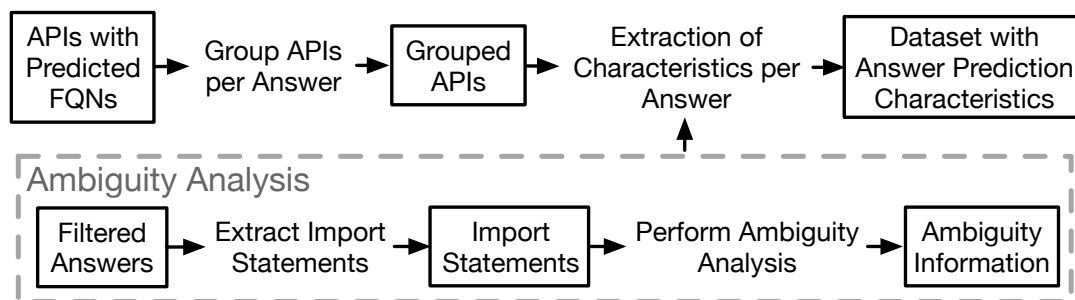 APIs with
Predicted
FQNs
Group APIs
per Answer
Grouped
APIs
Extraction of
Characteristics per
Answer
Dataset with
Answer Prediction
Characteristics
Ambiguity Analysis
Filtered
Answers
Extract Import
Statements
Import
Statements
Perform Ambiguity
Analysis
Ambiguity
Information